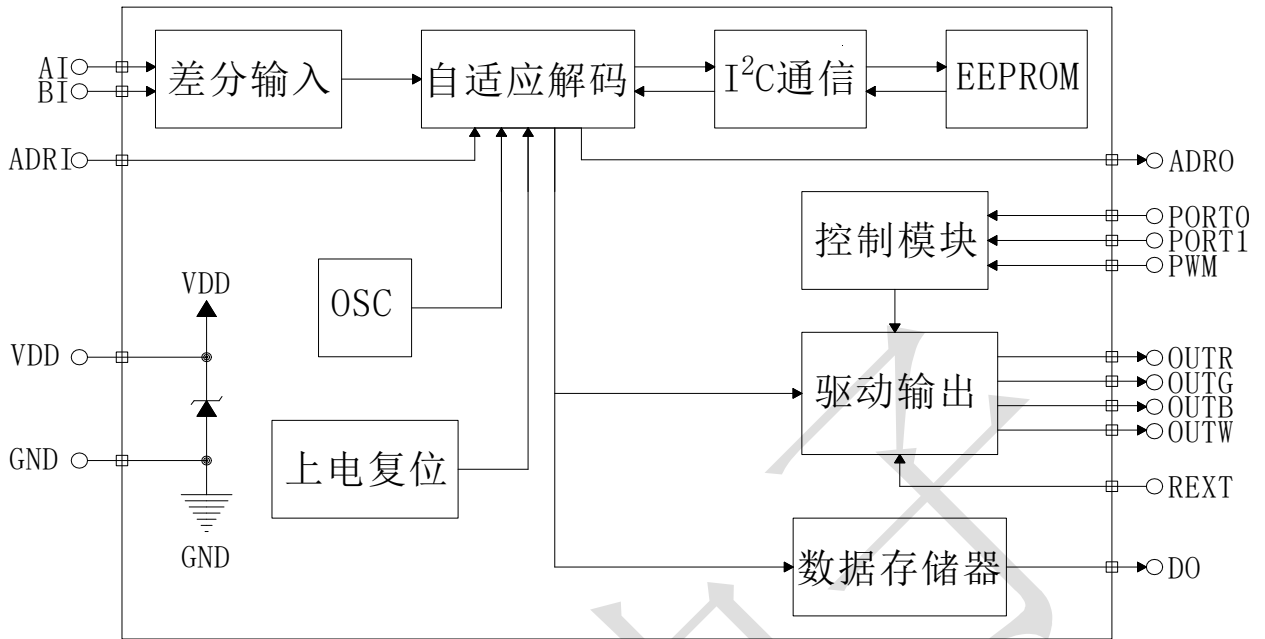 AI
BI
差分输入
自适应解码
I²C通信
EEPROM
ADRI
ADRO
PORT0
PORT1
PWM
控制模块
VDD
OSC
VDD
驱动输出
OUTR
OUTG
OUTB
OUTW
GND
上电复位
REXT
GND
数据存储器
DO